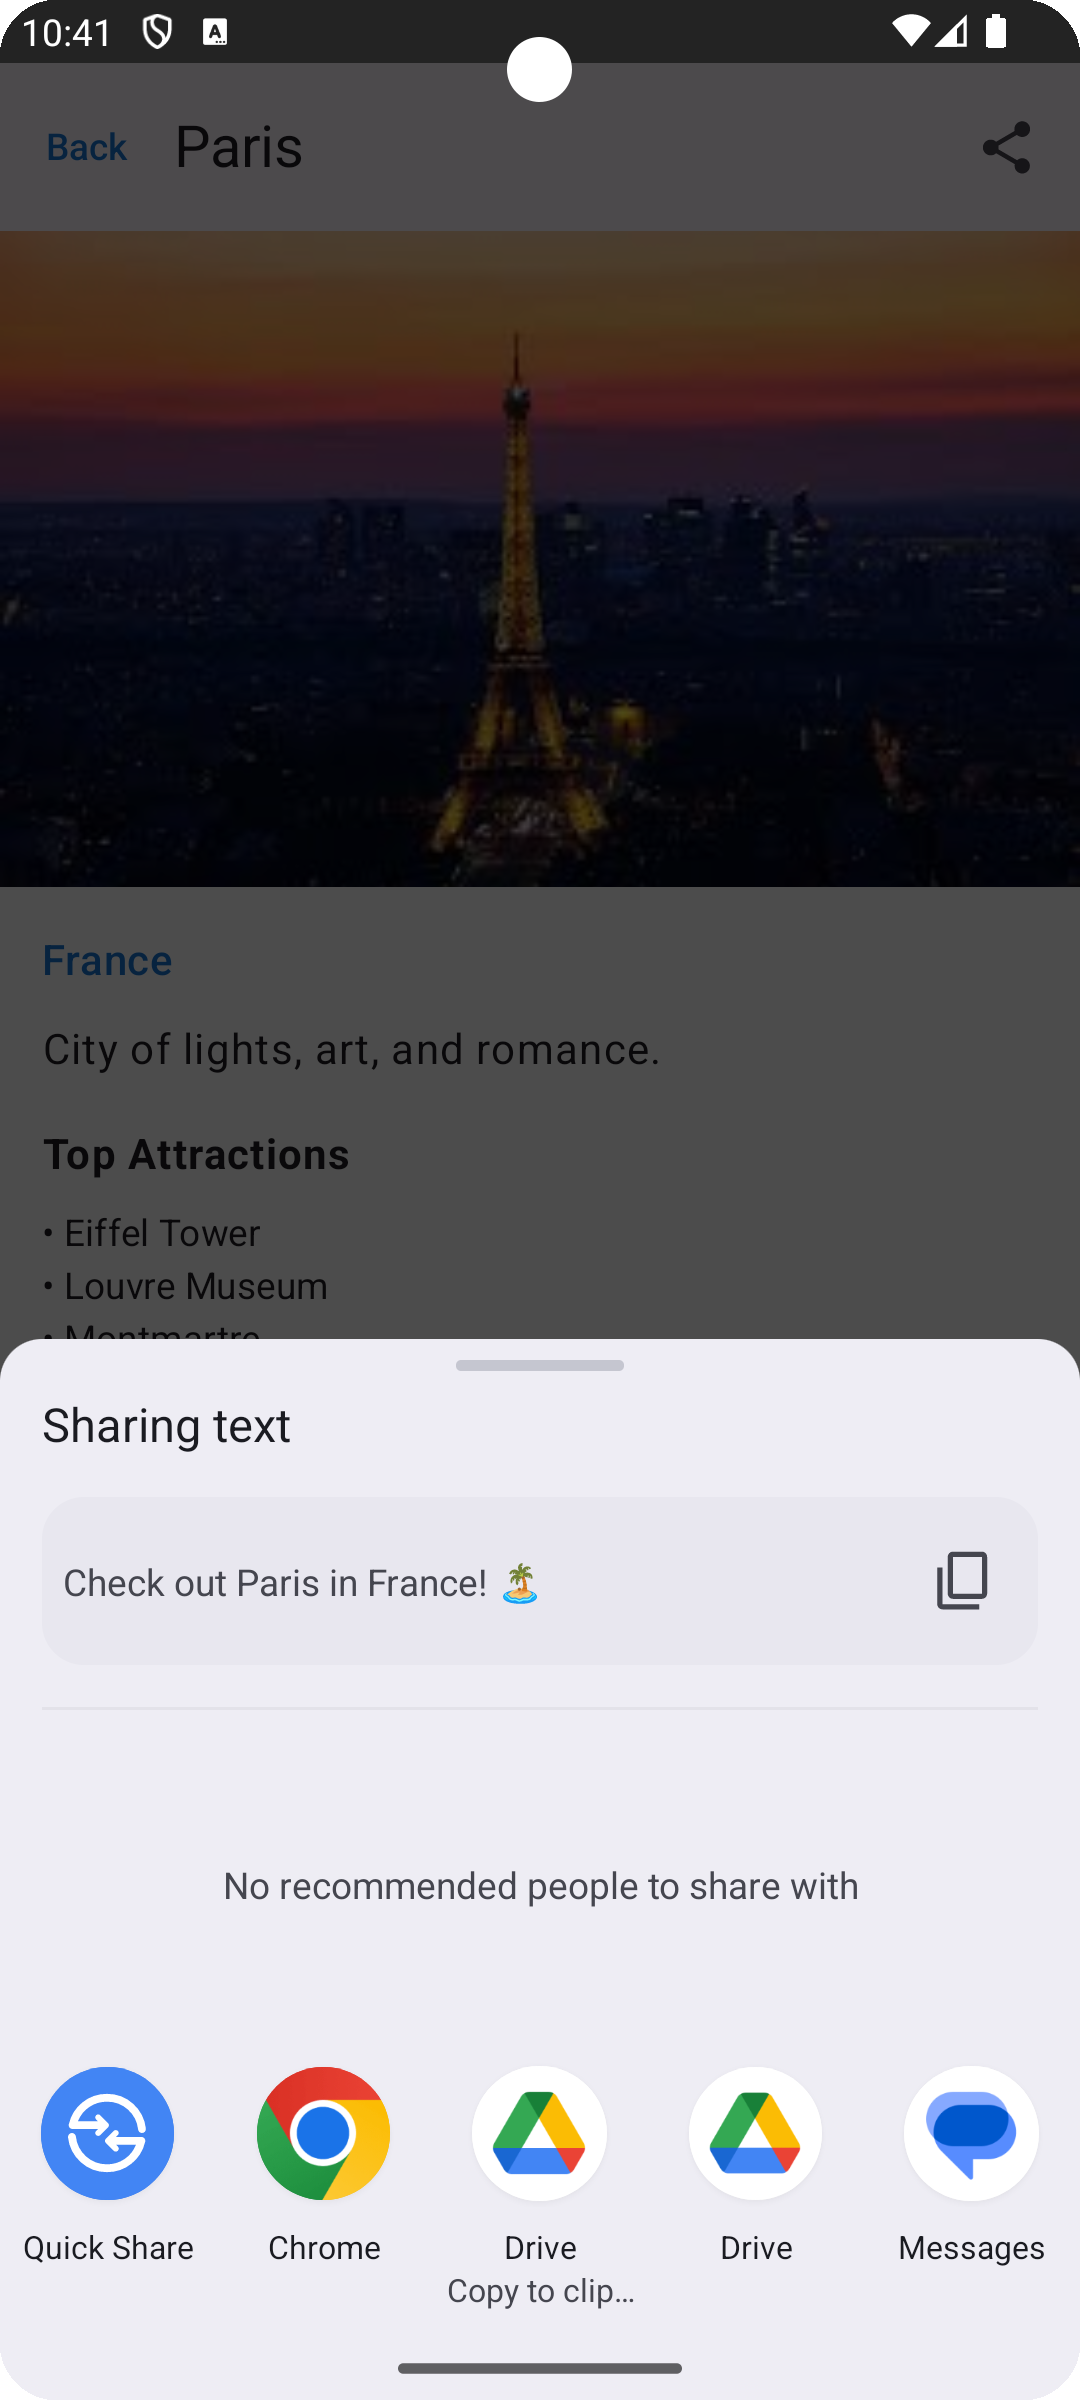 10:41
Back Paris
France
City of lights, art, and romance.
Top Attractions
• Eiffel Tower
• Louvre Museum
• Montmartre
Sharing text
Check out Paris in France! 🏝️
No recommended people to share with
Quick Share Chrome Drive Drive Messages
Copy to clip...